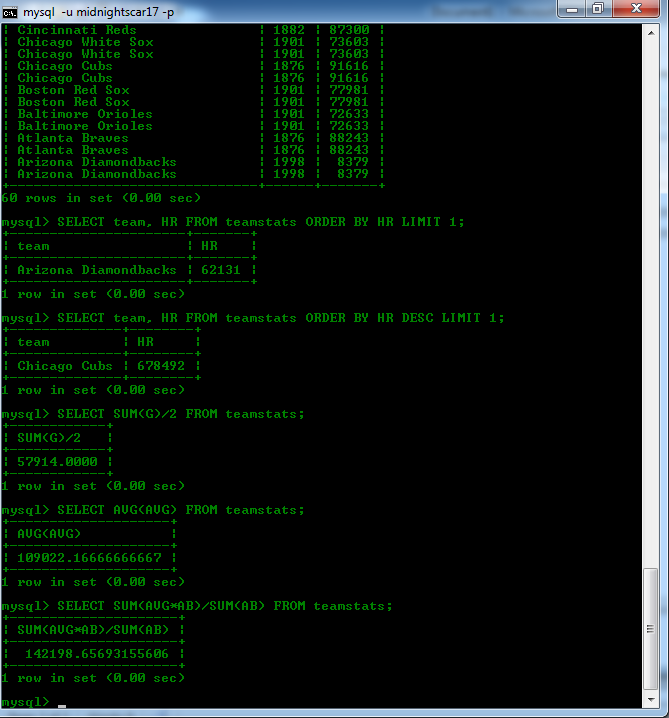 mysql -u midnightscar17 -p
| Cincinnati Reds | 1882 | 87300 |
| Chicago White Sox | 1901 | 73603 |
| Chicago White Sox | 1901 | 73603 |
| Chicago Cubs | 1876 | 91616 |
| Chicago Cubs | 1876 | 91616 |
| Boston Red Sox | 1901 | 77981 |
| Boston Red Sox | 1901 | 77981 |
| Baltimore Orioles | 1901 | 72633 |
| Baltimore Orioles | 1901 | 72633 |
| Atlanta Braves | 1876 | 88243 |
| Atlanta Braves | 1876 | 88243 |
| Arizona Diamondbacks | 1998 | 8379 |
| Arizona Diamondbacks | 1998 | 8379 |
60 rows in set (0.00 sec)
mysql> SELECT team, HR FROM teamstats ORDER BY HR LIMIT 1;
| team | HR |
| Arizona Diamondbacks | 62131 |
1 row in set (0.00 sec)
mysql> SELECT team, HR FROM teamstats ORDER BY HR DESC LIMIT 1;
| team | HR |
| Chicago Cubs | 678492 |
1 row in set (0.00 sec)
mysql> SELECT SUM(G)/2 FROM teamstats;
| SUM(G)/2 |
| 57914.0000 |
1 row in set (0.00 sec)
mysql> SELECT AVG(AVG) FROM teamstats;
| AVG(AVG) |
| 109022.16666666667 |
1 row in set (0.00 sec)
mysql> SELECT SUM(AVG*AB)/SUM(AB) FROM teamstats;
| SUM(AVG*AB)/SUM(AB) |
| 142198.65693155606 |
1 row in set (0.00 sec)
mysql> _